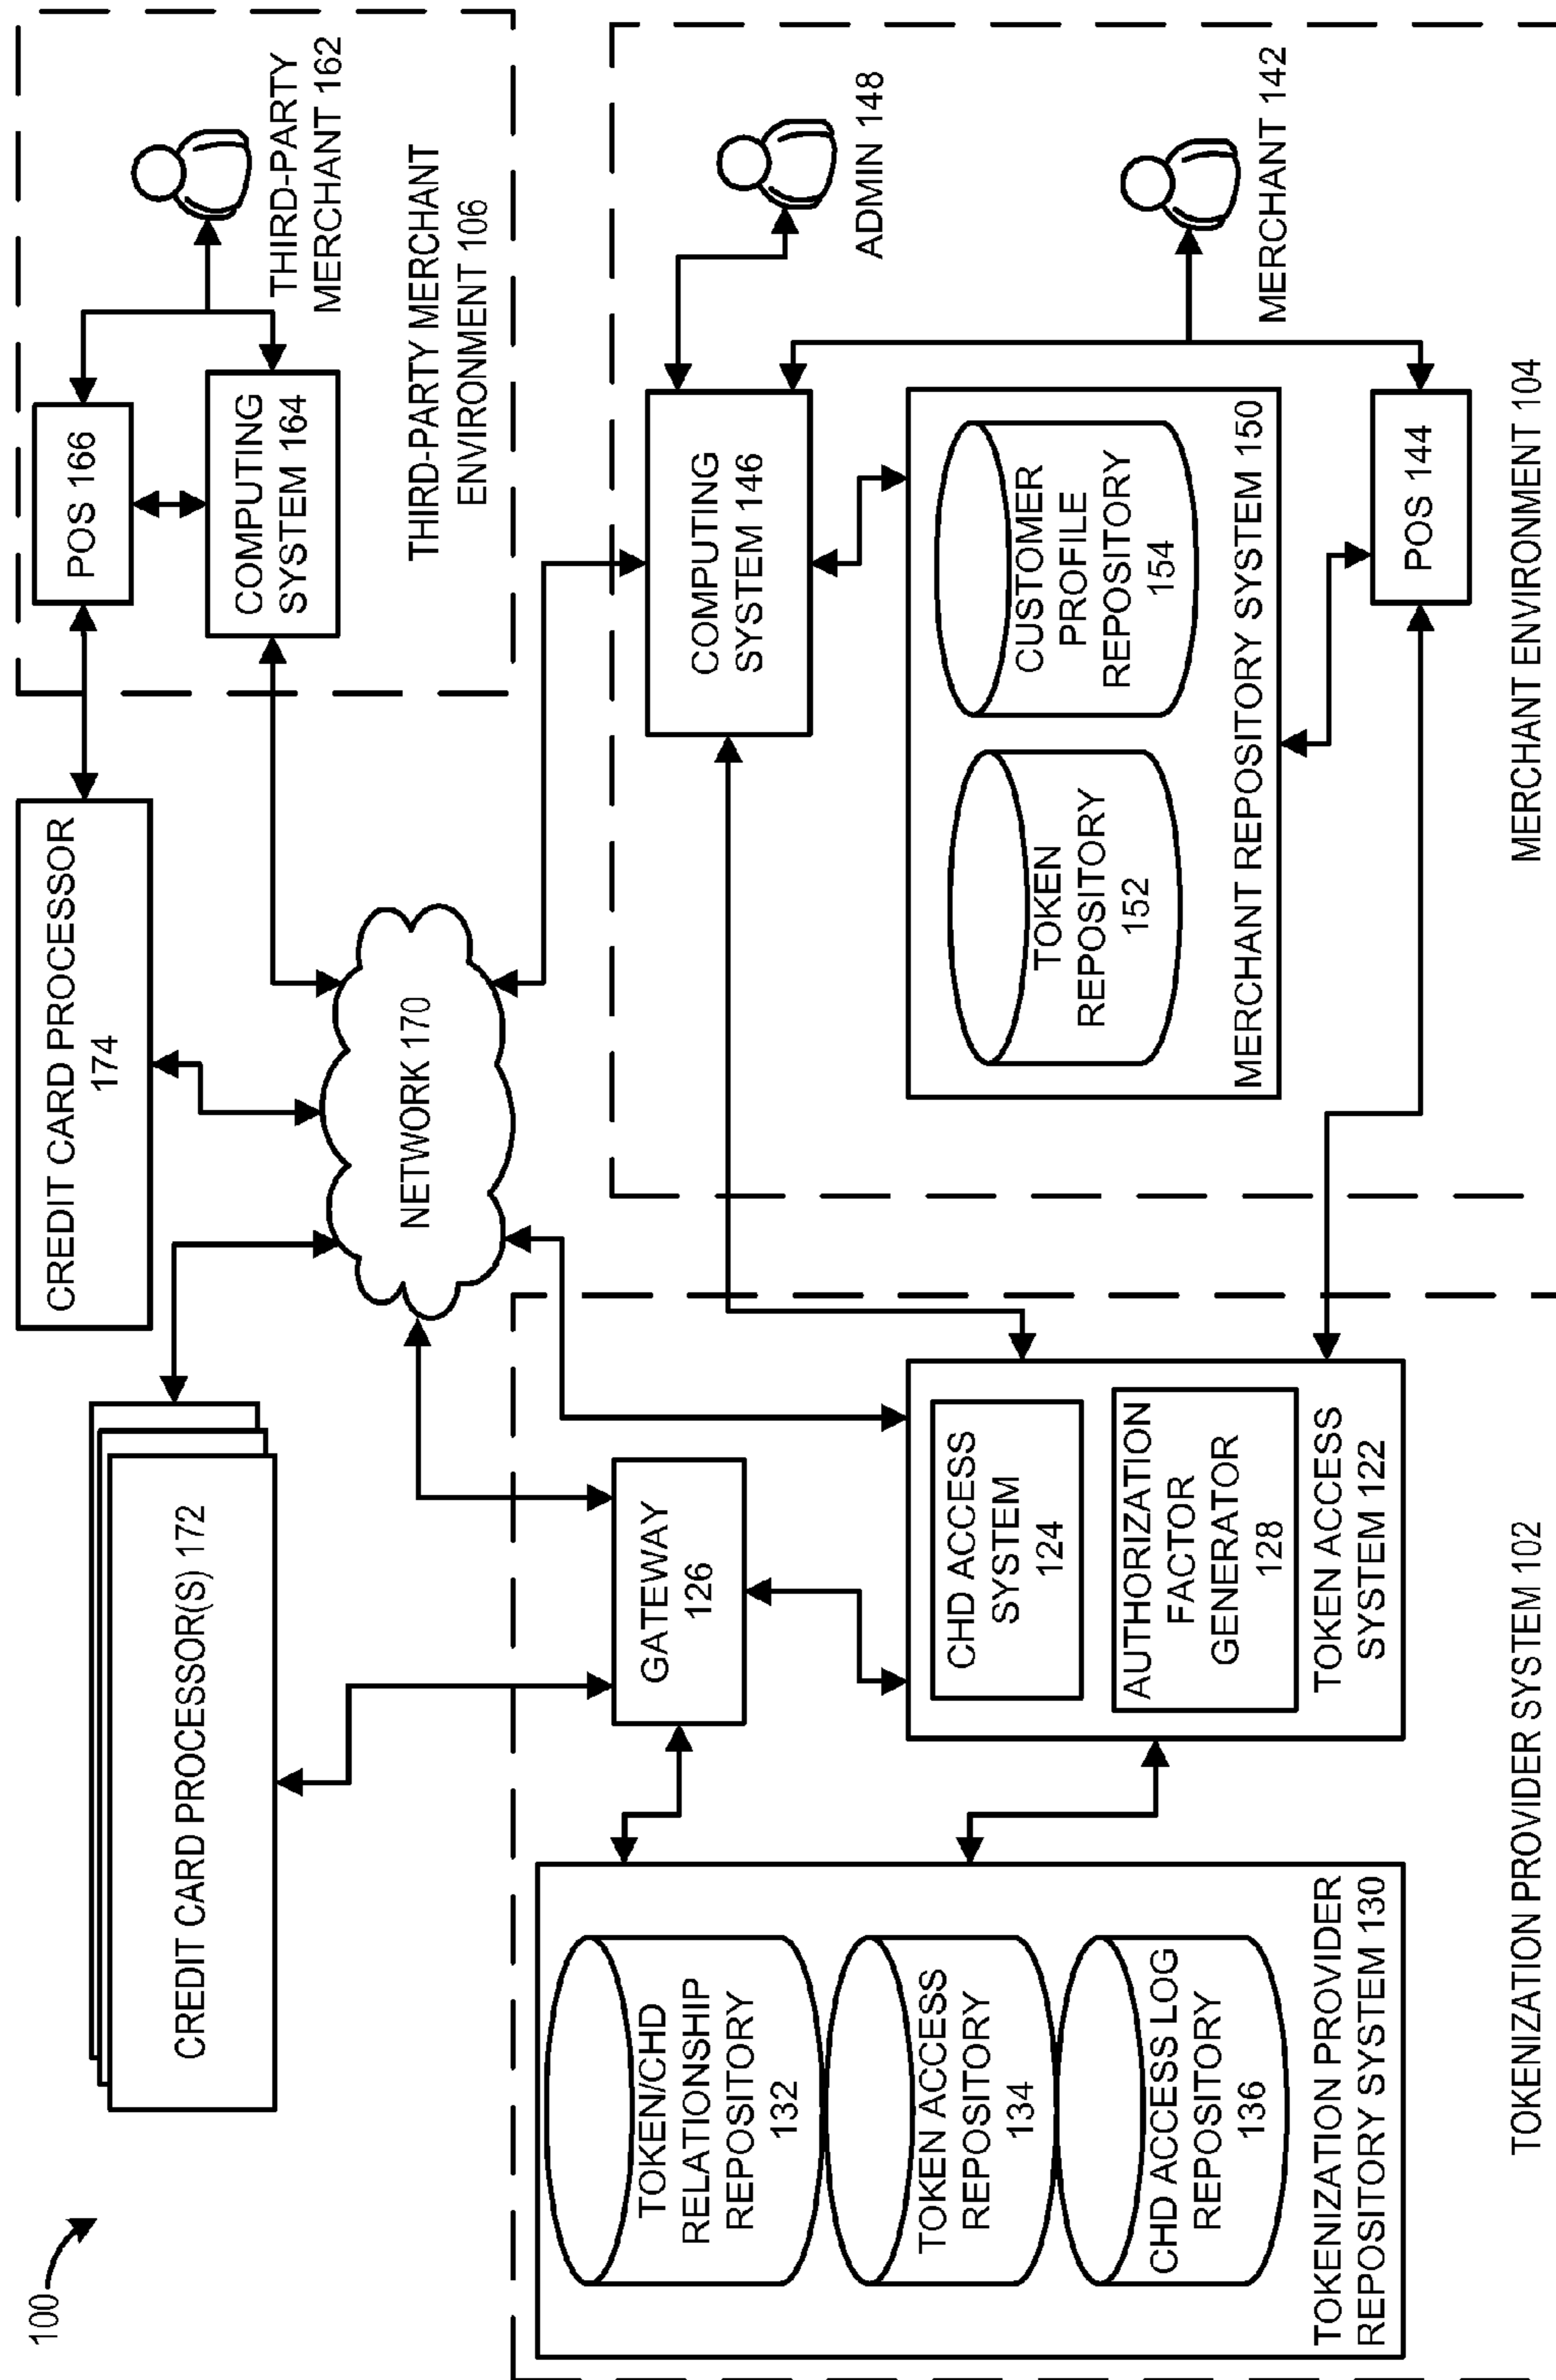 100
CREDIT CARD PROCESSOR(S) 172
CREDIT CARD PROCESSOR
174
POS 166
COMPUTING
SYSTEM 164
THIRD-PARTY
MERCHANT 162
THIRD-PARTY MERCHANT
ENVIRONMENT 106
NETWORK 170
TOKEN/CHD
RELATIONSHIP
REPOSITORY
132
TOKEN ACCESS
REPOSITORY
134
CHD ACCESS LOG
REPOSITORY
136
TOKENIZATION PROVIDER
REPOSITORY SYSTEM 130
GATEWAY
126
CHD ACCESS
SYSTEM
124
AUTHORIZATION
FACTOR
GENERATOR
128
TOKEN ACCESS
SYSTEM 122
TOKENIZATION PROVIDER SYSTEM 102
COMPUTING
SYSTEM 146
ADMIN 148
TOKEN
REPOSITORY
152
CUSTOMER
PROFILE
REPOSITORY
154
MERCHANT REPOSITORY SYSTEM 150
MERCHANT 142
POS 144
MERCHANT ENVIRONMENT 104